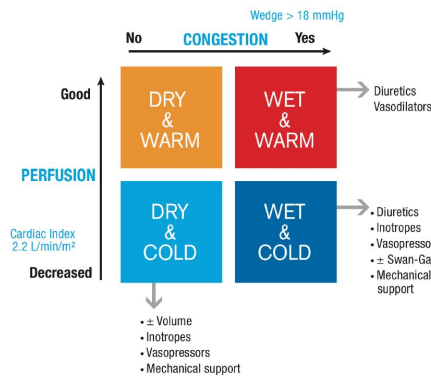 Wedge > 18 mmHg
No CONGESTION Yes
Good
DRY
&
WARM
WET
&
WARM
Diuretics
Vasodilators
PERFUSION
Cardiac Index
2.2 L/min/m²
Decreased
DRY
&
COLD
WET
&
COLD
• Diuretics
• Inotropes
• Vasopresso
• ± Swan-Ga
• Mechanical
support
• ± Volume
• Inotropes
• Vasopressors
• Mechanical support